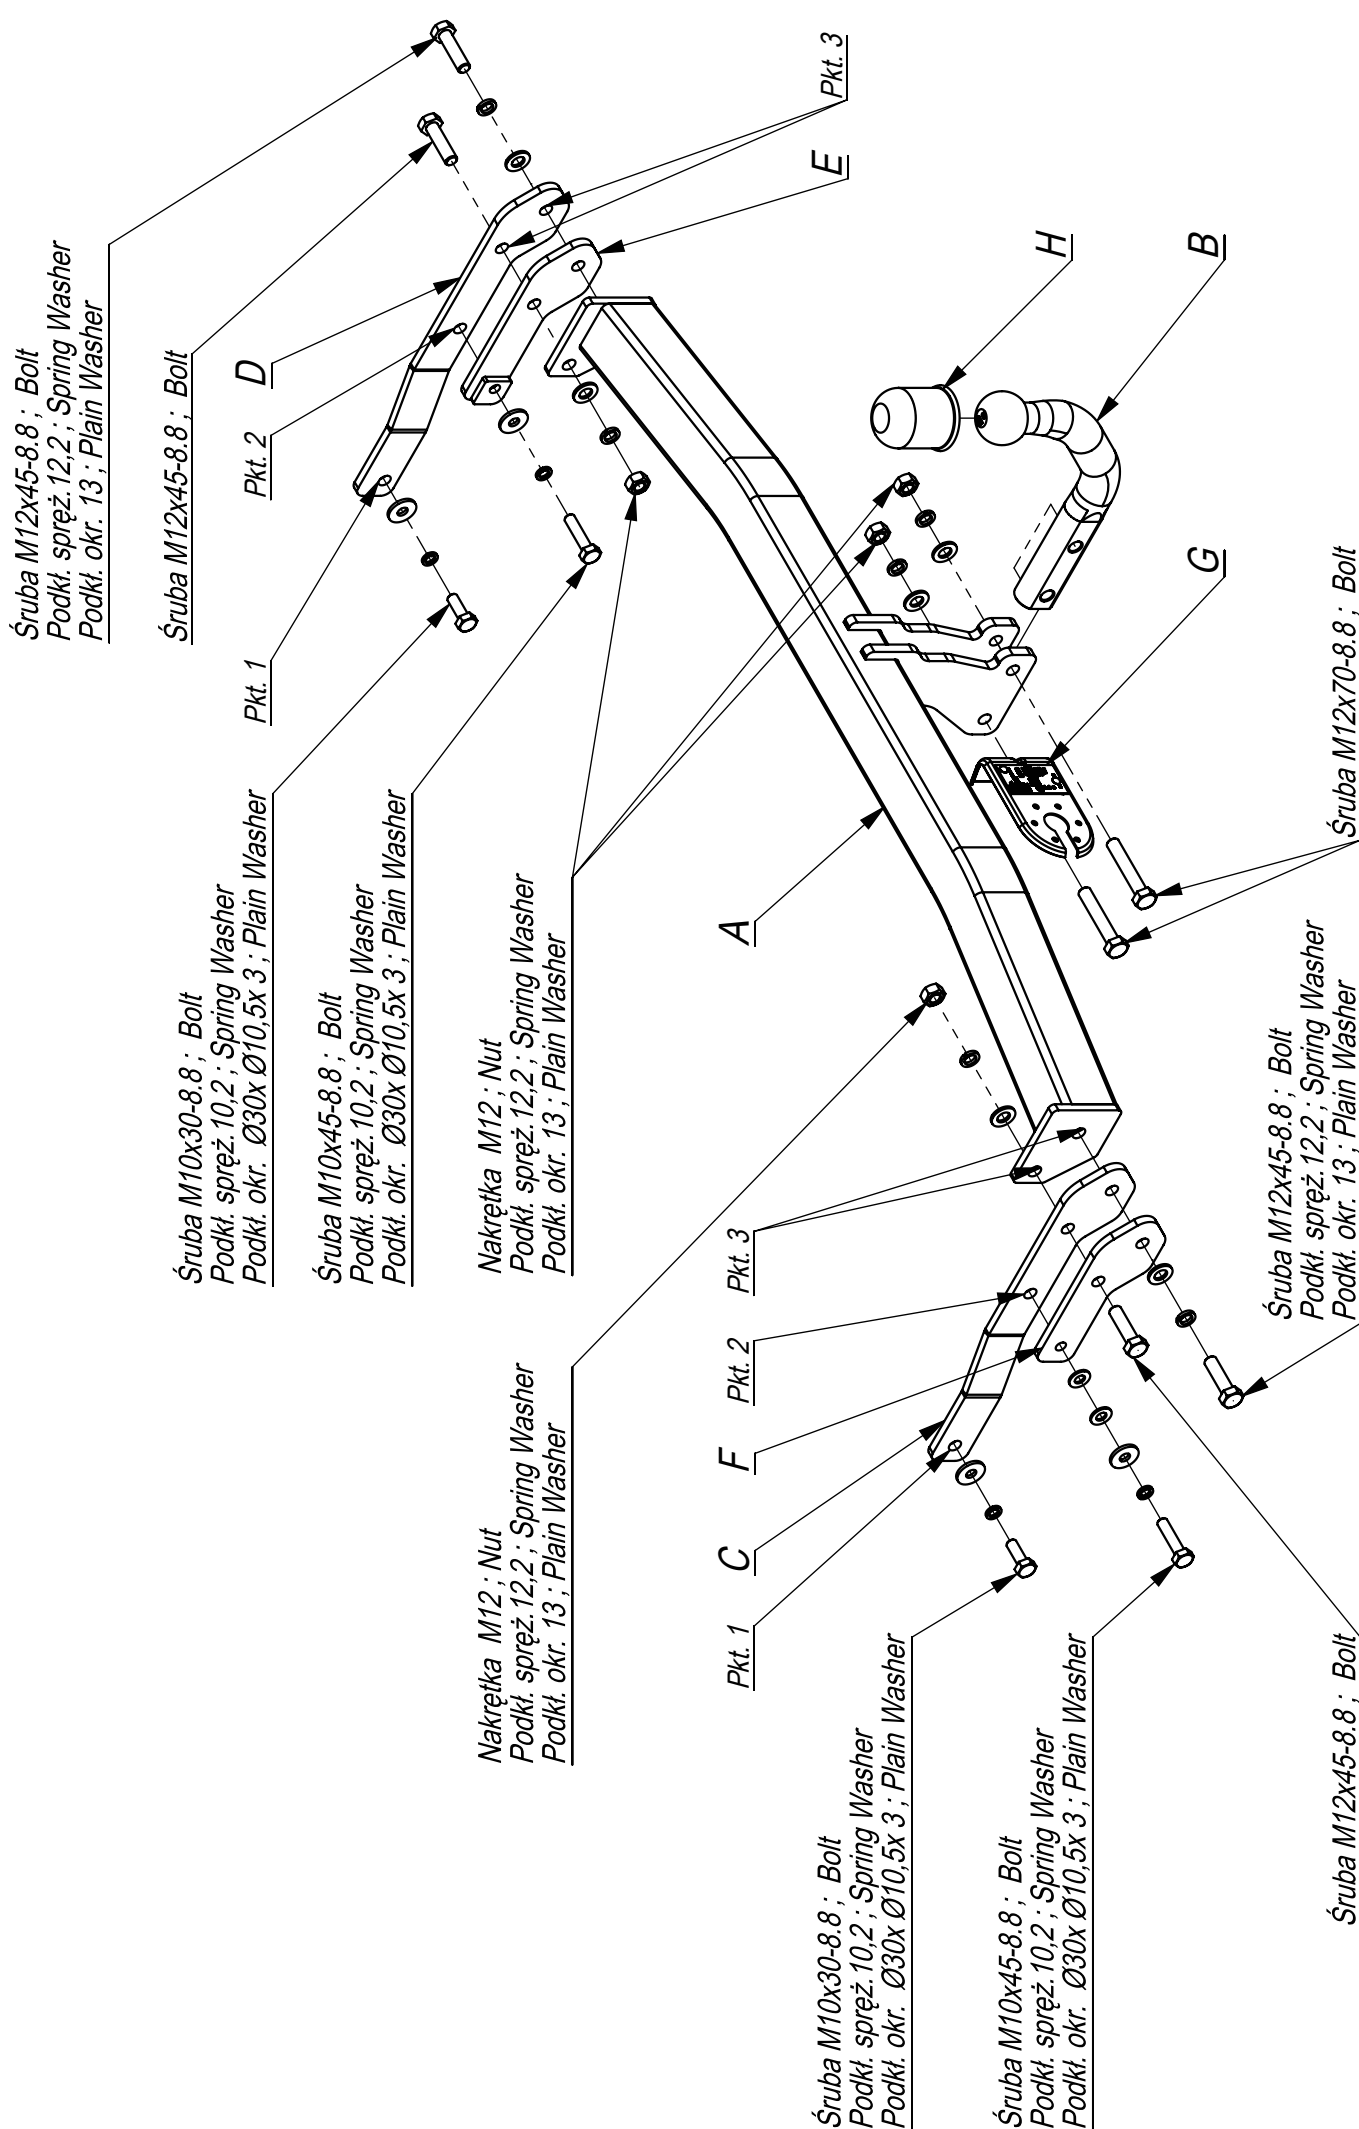 Śruba M12x45-8.8 ; Bolt
Podkł. spręż.12,2 ; Spring Washer
Podkł. okr. 13 ; Plain Washer
Śruba M12x45-8.8 ; Bolt
Pkt. 1
Pkt. 2
D
Pkt. 3
E
H
B
G
Śruba M10x30-8.8 ; Bolt
Podkł. spręż.10,2 ; Spring Washer
Podkł. okr. Ø30x Ø10,5x 3 ; Plain Washer
Śruba M10x45-8.8 ; Bolt
Podkł. spręż.10,2 ; Spring Washer
Podkł. okr. Ø30x Ø10,5x 3 ; Plain Washer
Nakrętka M12 ; Nut
Podkł. spręż.12,2 ; Spring Washer
Podkł. okr. 13 ; Plain Washer
A
Śruba M12x70-8.8 ; Bolt
Nakrętka M12 ; Nut
Podkł. spręż.12,2 ; Spring Washer
Podkł. okr. 13 ; Plain Washer
Pkt. 1
C
F
Pkt. 2
Pkt. 3
Śruba M12x45-8.8 ; Bolt
Podkł. spręż.12,2 ; Spring Washer
Podkł. okr. 13 ; Plain Washer
Śruba M10x30-8.8 ; Bolt
Podkł. spręż.10,2 ; Spring Washer
Podkł. okr. Ø30x Ø10,5x 3 ; Plain Washer
Śruba M10x45-8.8 ; Bolt
Podkł. spręż.10,2 ; Spring Washer
Podkł. okr. Ø30x Ø10,5x 3 ; Plain Washer
Śruba M12x45-8.8 ; Bolt